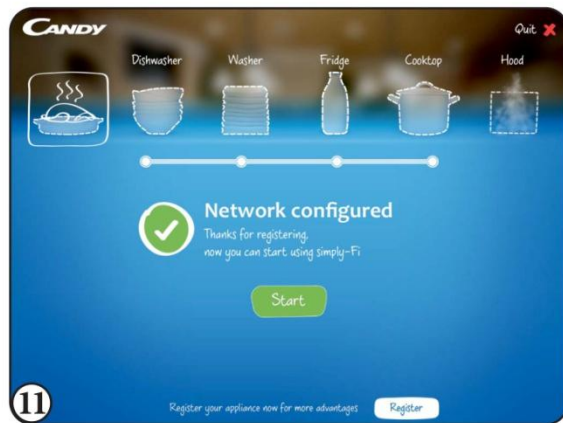 CANDY
Quit
Dishwasher Washer Fridge Cooktop Hood
Network configured
Thanks for registering,
now you can start using simply-Fi
Start
Register your appliance now for more advantages Register
11